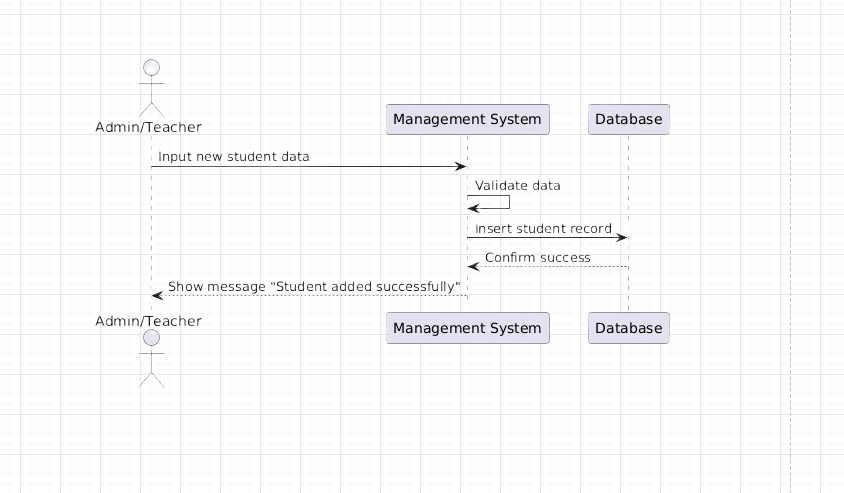 Admin/Teacher
Management System
Database
Input new student data
Validate data
insert student record
Confirm success
Show message "Student added successfully"
Admin/Teacher
Management System
Database